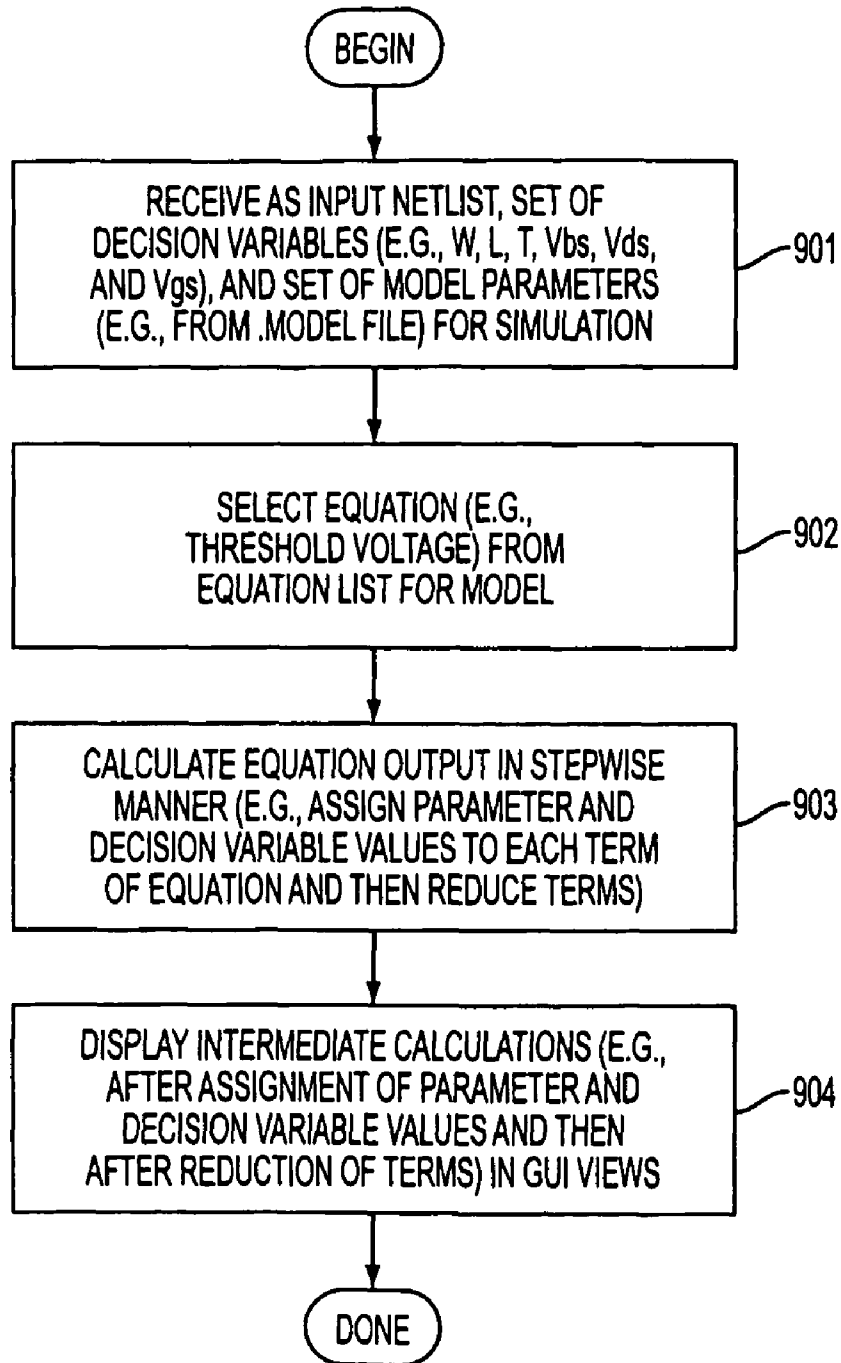 BEGIN
RECEIVE AS INPUT NETLIST, SET OF
DECISION VARIABLES (E.G., W, L, T, Vbs, Vds,
AND Vgs), AND SET OF MODEL PARAMETERS
(E.G., FROM .MODEL FILE) FOR SIMULATION
901
SELECT EQUATION (E.G.,
THRESHOLD VOLTAGE) FROM
EQUATION LIST FOR MODEL
902
CALCULATE EQUATION OUTPUT IN STEPWISE
MANNER (E.G., ASSIGN PARAMETER AND
DECISION VARIABLE VALUES TO EACH TERM
OF EQUATION AND THEN REDUCE TERMS)
903
DISPLAY INTERMEDIATE CALCULATIONS (E.G.,
AFTER ASSIGNMENT OF PARAMETER AND
DECISION VARIABLE VALUES AND THEN
AFTER REDUCTION OF TERMS) IN GUI VIEWS
904
DONE